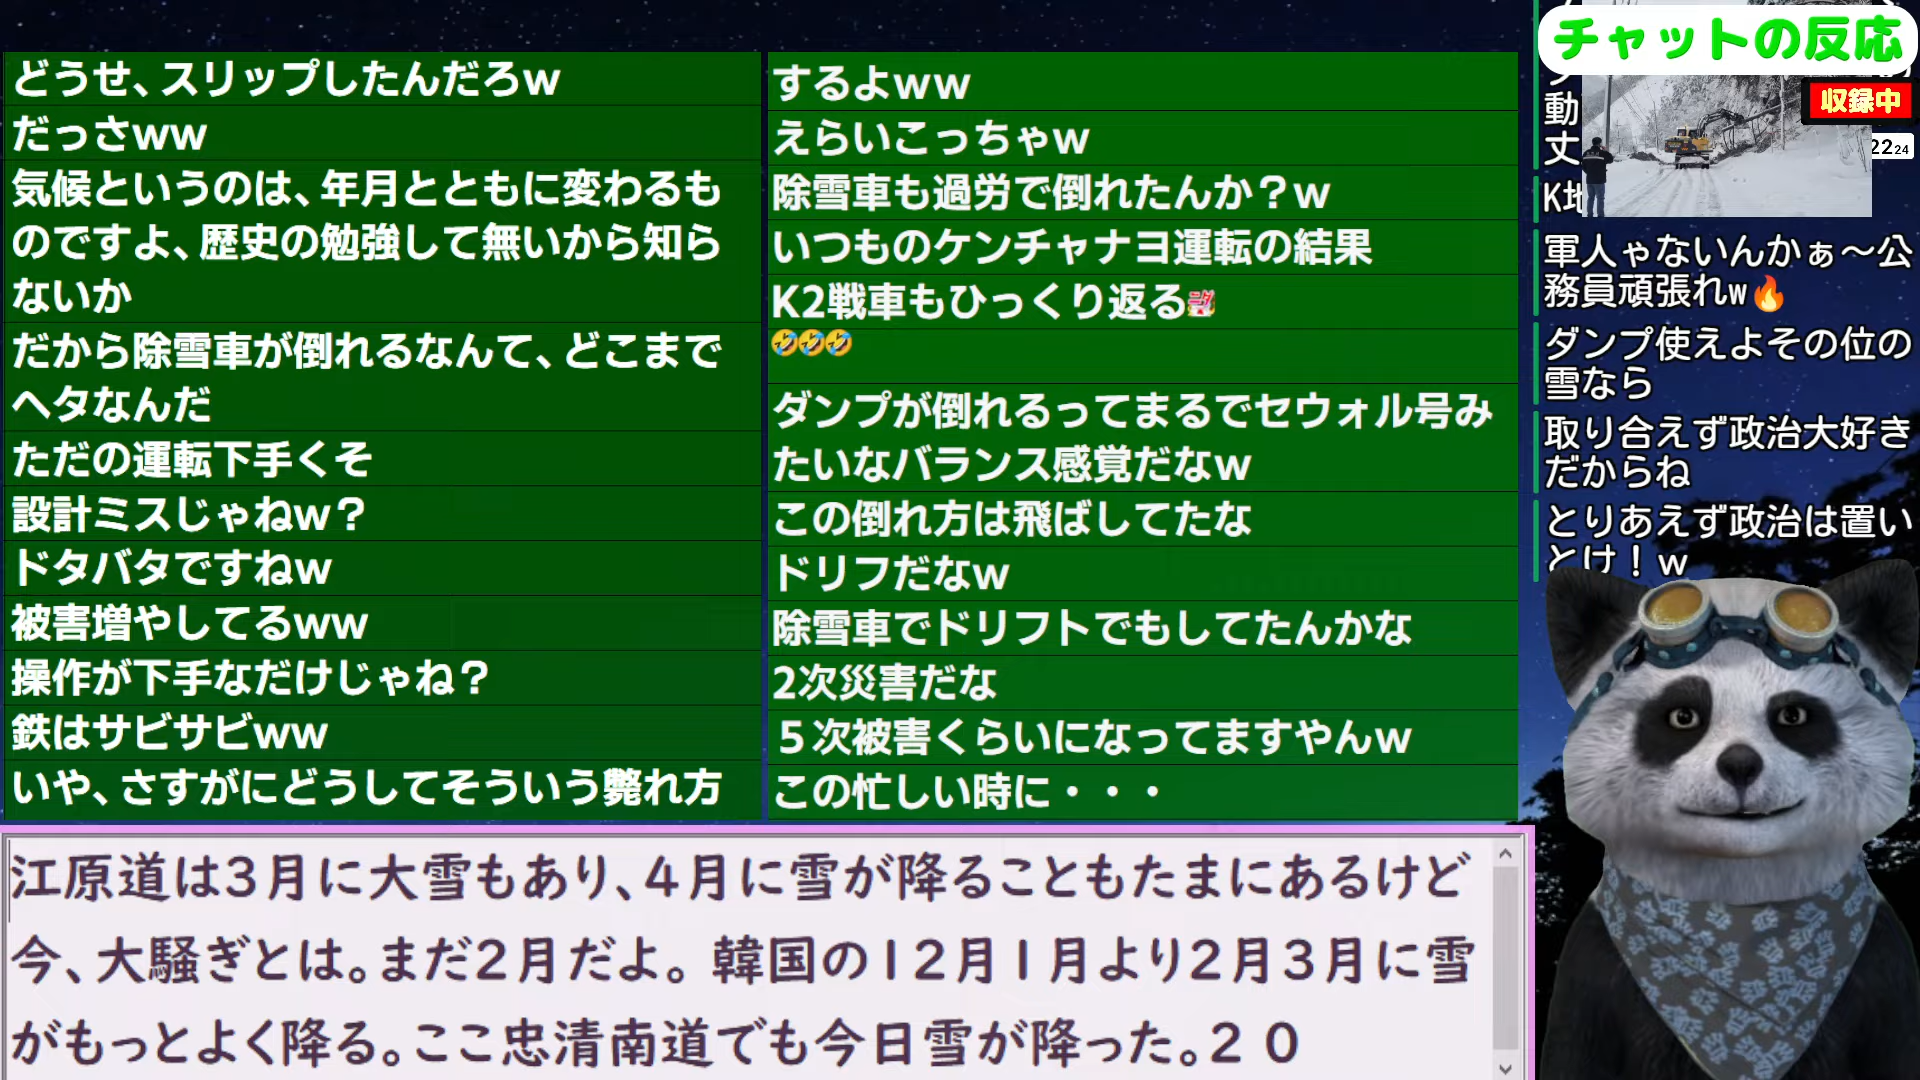 どうせ、スリップしたんだろw
だっさww
気候というのは、年月とともに変わるも
のですよ、歴史の勉強して無いから知ら
ないか
だから除雪車が倒れるなんて、どこまで
ヘタなんだ
ただの運転下手くそ
設計ミスじゃねw？
ドタバタですねw
被害増やしてるww
操作が下手なだけじゃね？
鉄はサビサビww
いや、さすがにどうしてそういう斃れ方
するよww
えらいこっちゃw
除雪車も過労で倒れたんか？w
いつものケンチャナヨ運転の結果
K2戦車もひっくり返る
🤣🤣🤣
ダンプが倒れるってまるでセウォル号み
たいなバランス感覚だなw
この倒れ方は飛ばしてたな
ドリフだなw
除雪車でドリフトでもしてたんかな
2次災害だな
５次被害くらいになってますやんw
この忙しい時に・・・
チャットの反応
収録中
動
丈
2224
K地
軍人ゃないんかぁ～公
務員頑張れw🔥
ダンプ使えよその位の
雪なら
取り合えず政治大好き
だからね
とりあえず政治は置い
とけ！ｗ
江原道は３月に大雪もあり、４月に雪が降ることもたまにあるけど
今、大騒ぎとは。まだ２月だよ。韓国の１２月１月より２月３月に雪
がもっとよく降る。ここ忠清南道でも今日雪が降った。２０